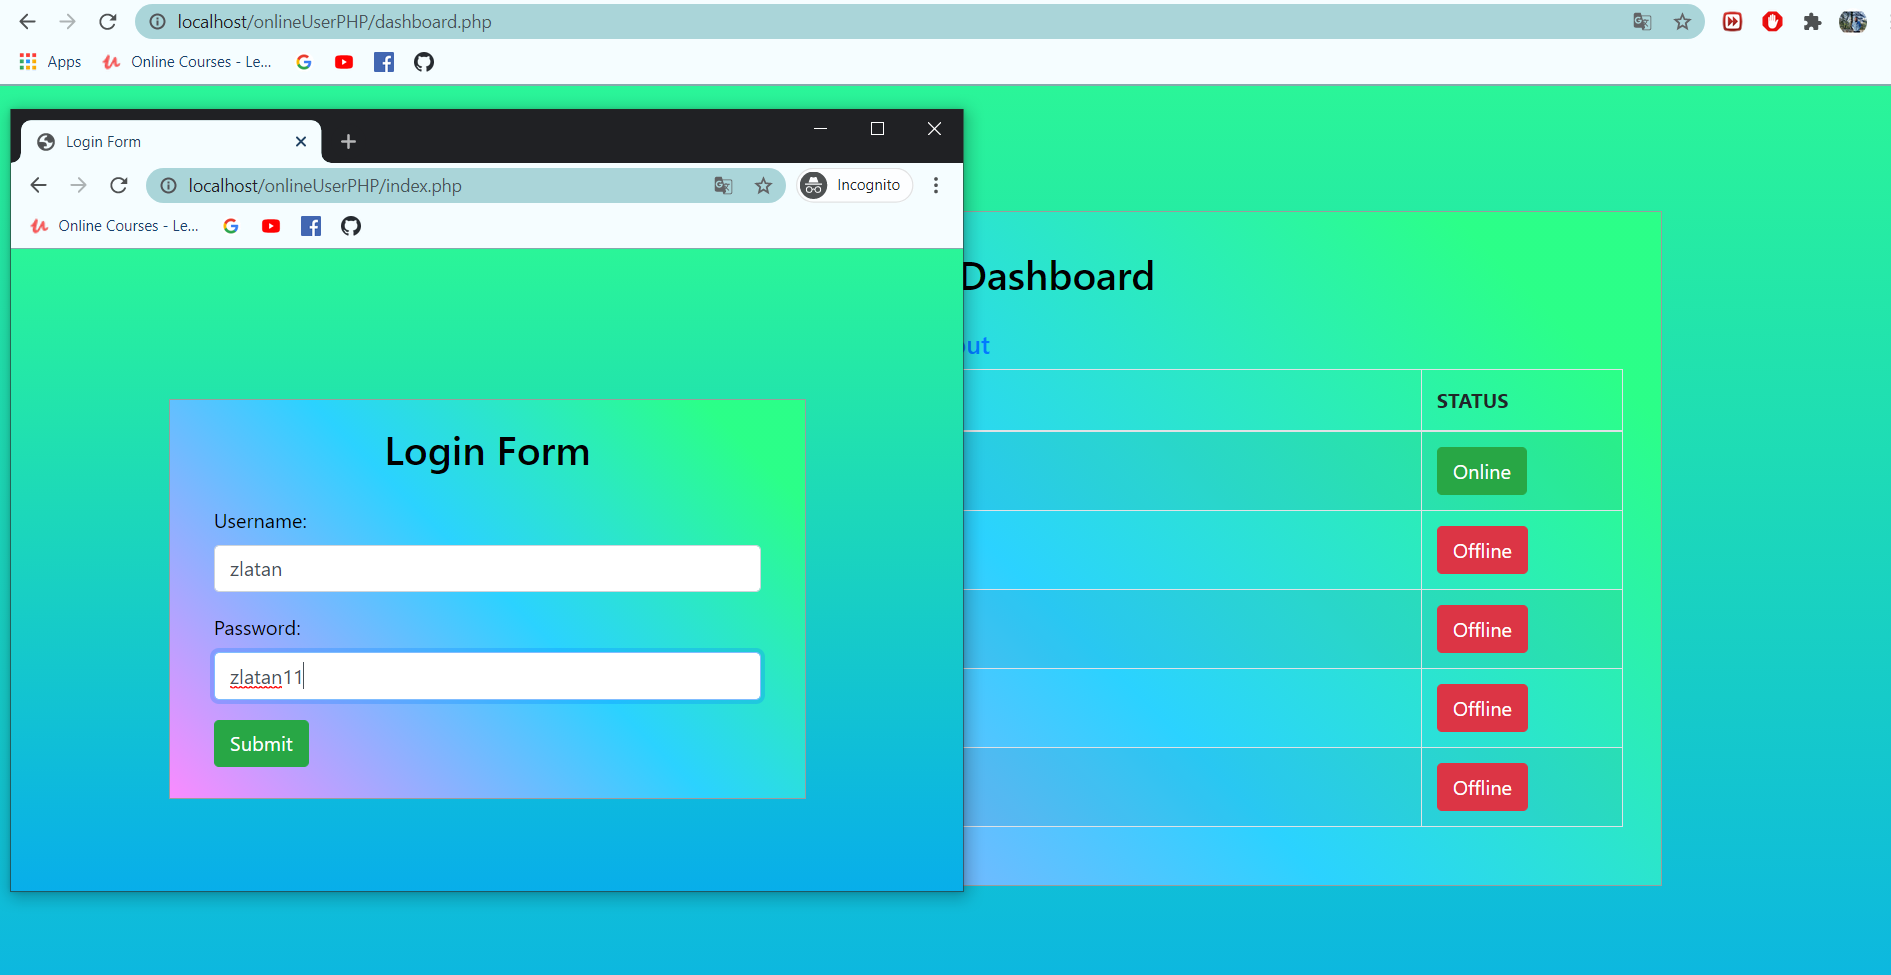 localhost/onlineUserPHP/dashboard.php
Apps
Online Courses - Le...
Login Form
localhost/onlineUserPHP/index.php
Incognito
Online Courses - Le...
Login Form
Username:
zlatan
Password:
zlatan11
Submit
Dashboard
out
STATUS
Online
Offline
Offline
Offline
Offline